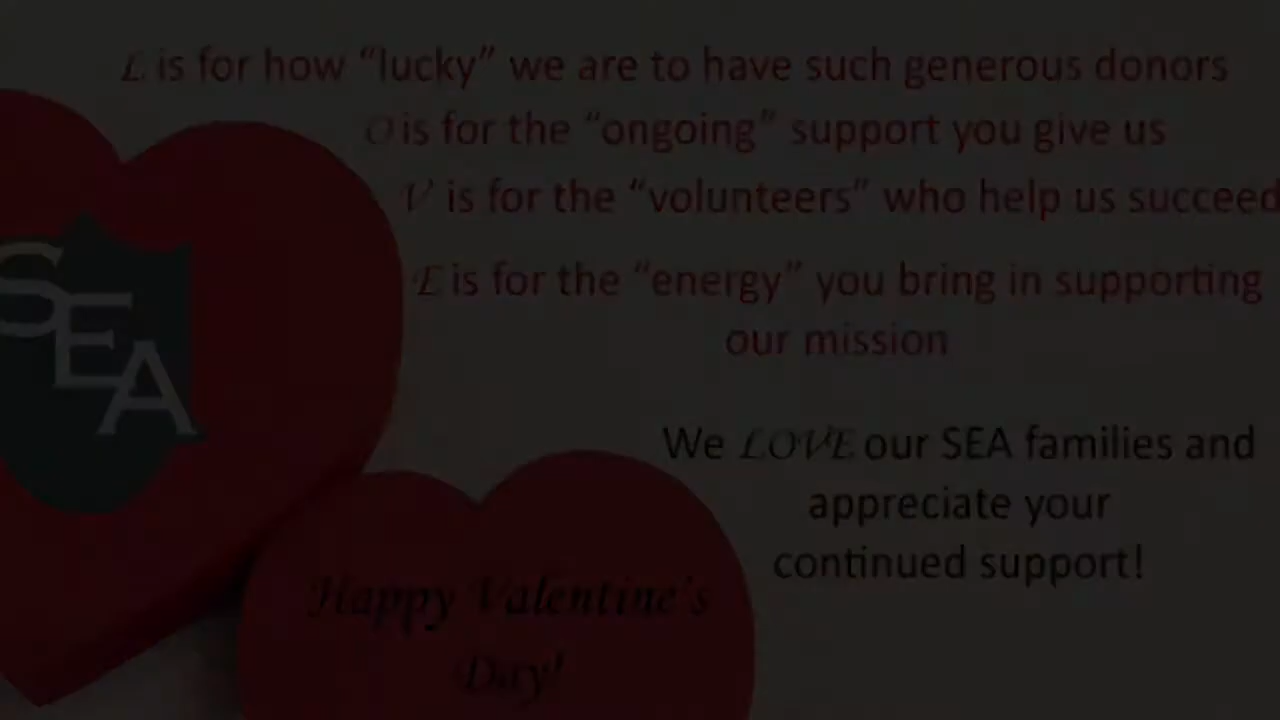 L is for how “lucky” we are to have such generous donors
O is for the “ongoing” support you give us
V is for the “volunteers” who help us succeed
E is for the “energy” you bring in supporting
our mission
SEA
We LOVE our SEA families and
appreciate your
continued support!
Happy Valentine's
Day!